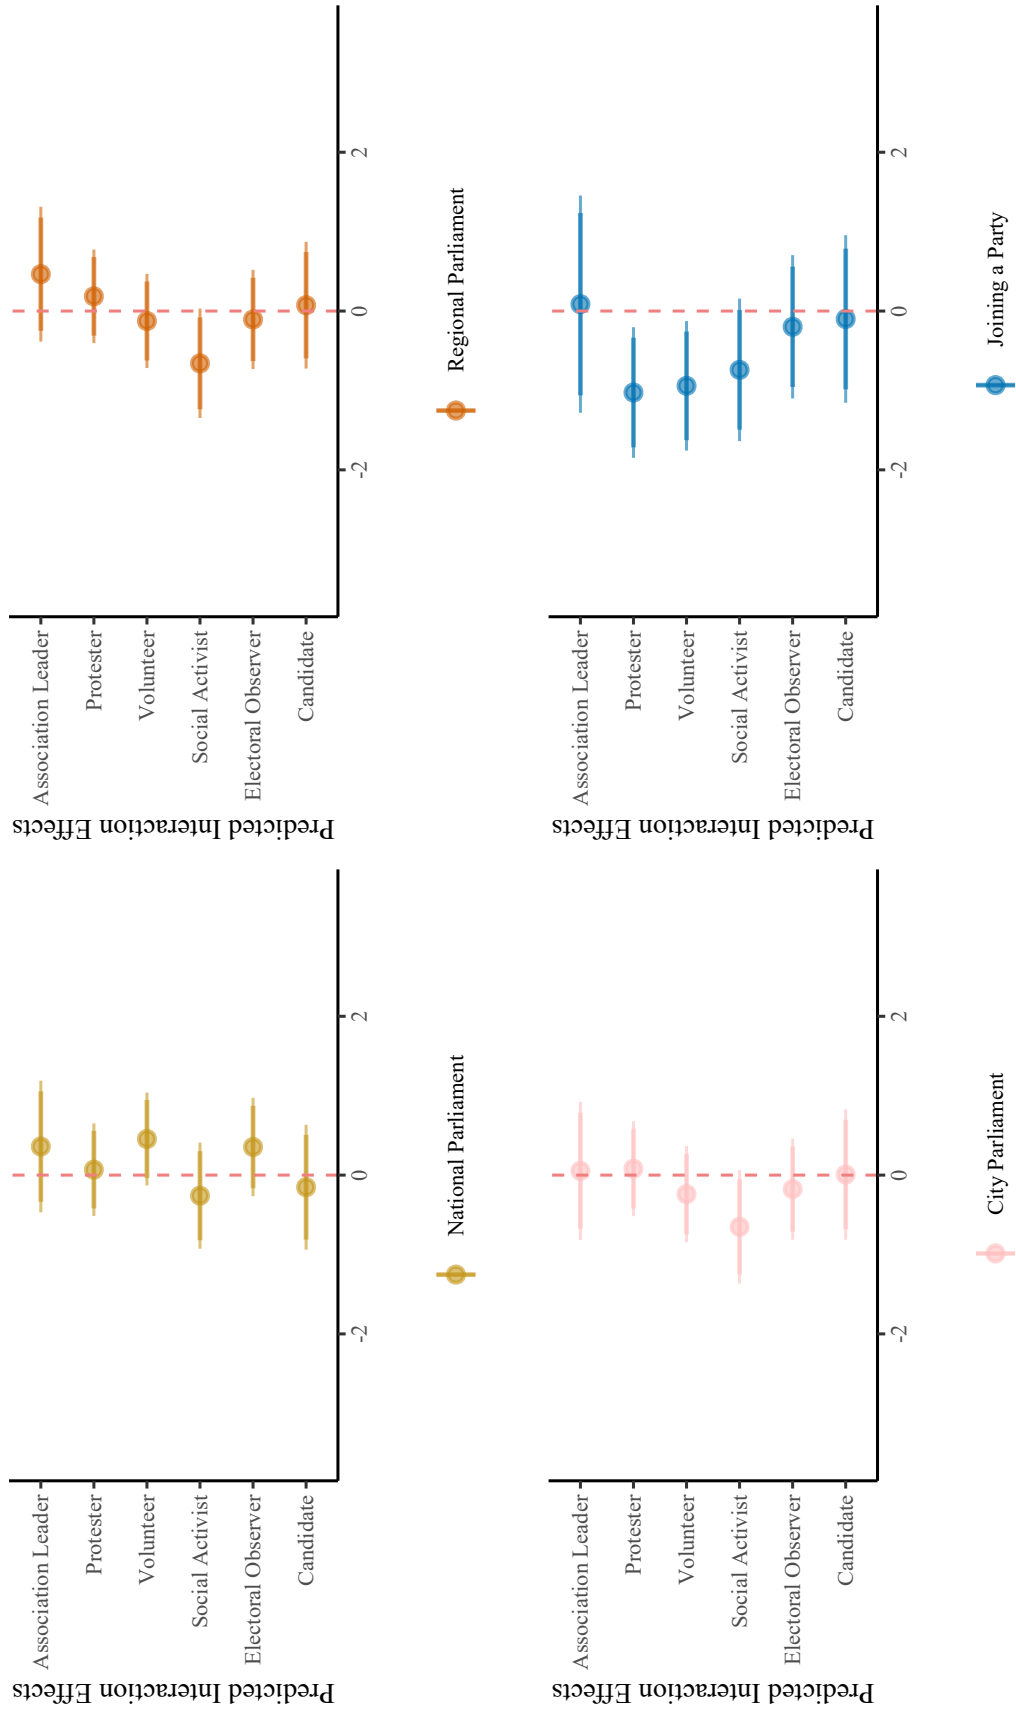 Predicted Interaction Effects
Association Leader
Protester
Volunteer
Social Activist
Electoral Observer
Candidate
-2
0
2
National Parliament
Predicted Interaction Effects
Association Leader
Protester
Volunteer
Social Activist
Electoral Observer
Candidate
-2
0
2
Regional Parliament
Predicted Interaction Effects
Association Leader
Protester
Volunteer
Social Activist
Electoral Observer
Candidate
-2
0
2
City Parliament
Predicted Interaction Effects
Association Leader
Protester
Volunteer
Social Activist
Electoral Observer
Candidate
-2
0
2
Joining a Party